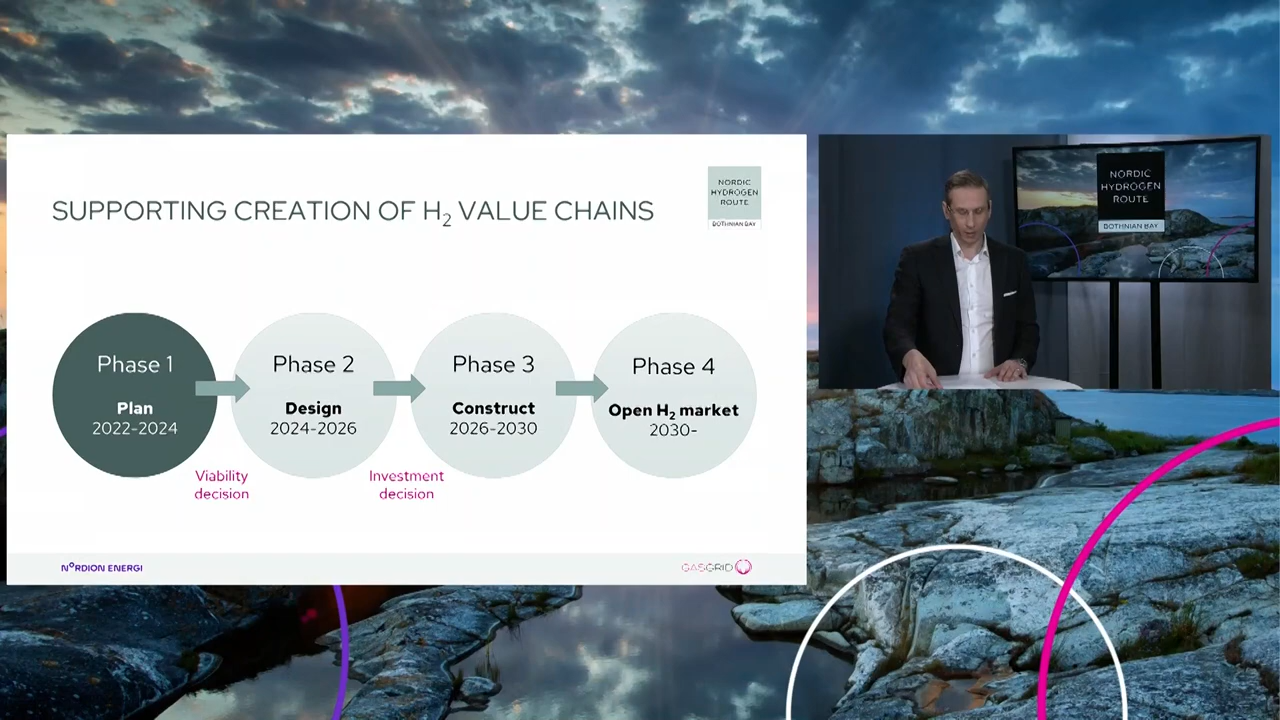 SUPPORTING CREATION OF H₂ VALUE CHAINS
NORDIC
HYDROGEN
ROUTE
BOTHNIAN BAY
Phase 1
Plan
2022-2024
Phase 2
Design
2024-2026
Phase 3
Construct
2026-2030
Phase 4
Open H₂ market
2030-
Viability
decision
Investment
decision
NORDION ENERGI
GASGRID
NORDIC
HYDROGEN
ROUTE
BOTHNIAN BAY